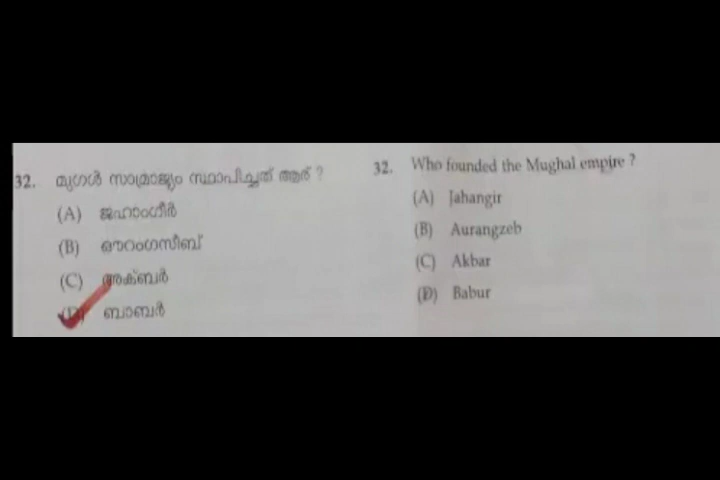 32. മുഗൾ സാമ്രാജ്യം സ്ഥാപിച്ചത് ആര് ?
(A) ജഹാംഗീർ
(B) ഔറംഗസീബ്
(C) അക്ബർ
(D) ബാബർ
32. Who founded the Mughal empire ?
(A) Jahangir
(B) Aurangzeb
(C) Akbar
(D) Babur